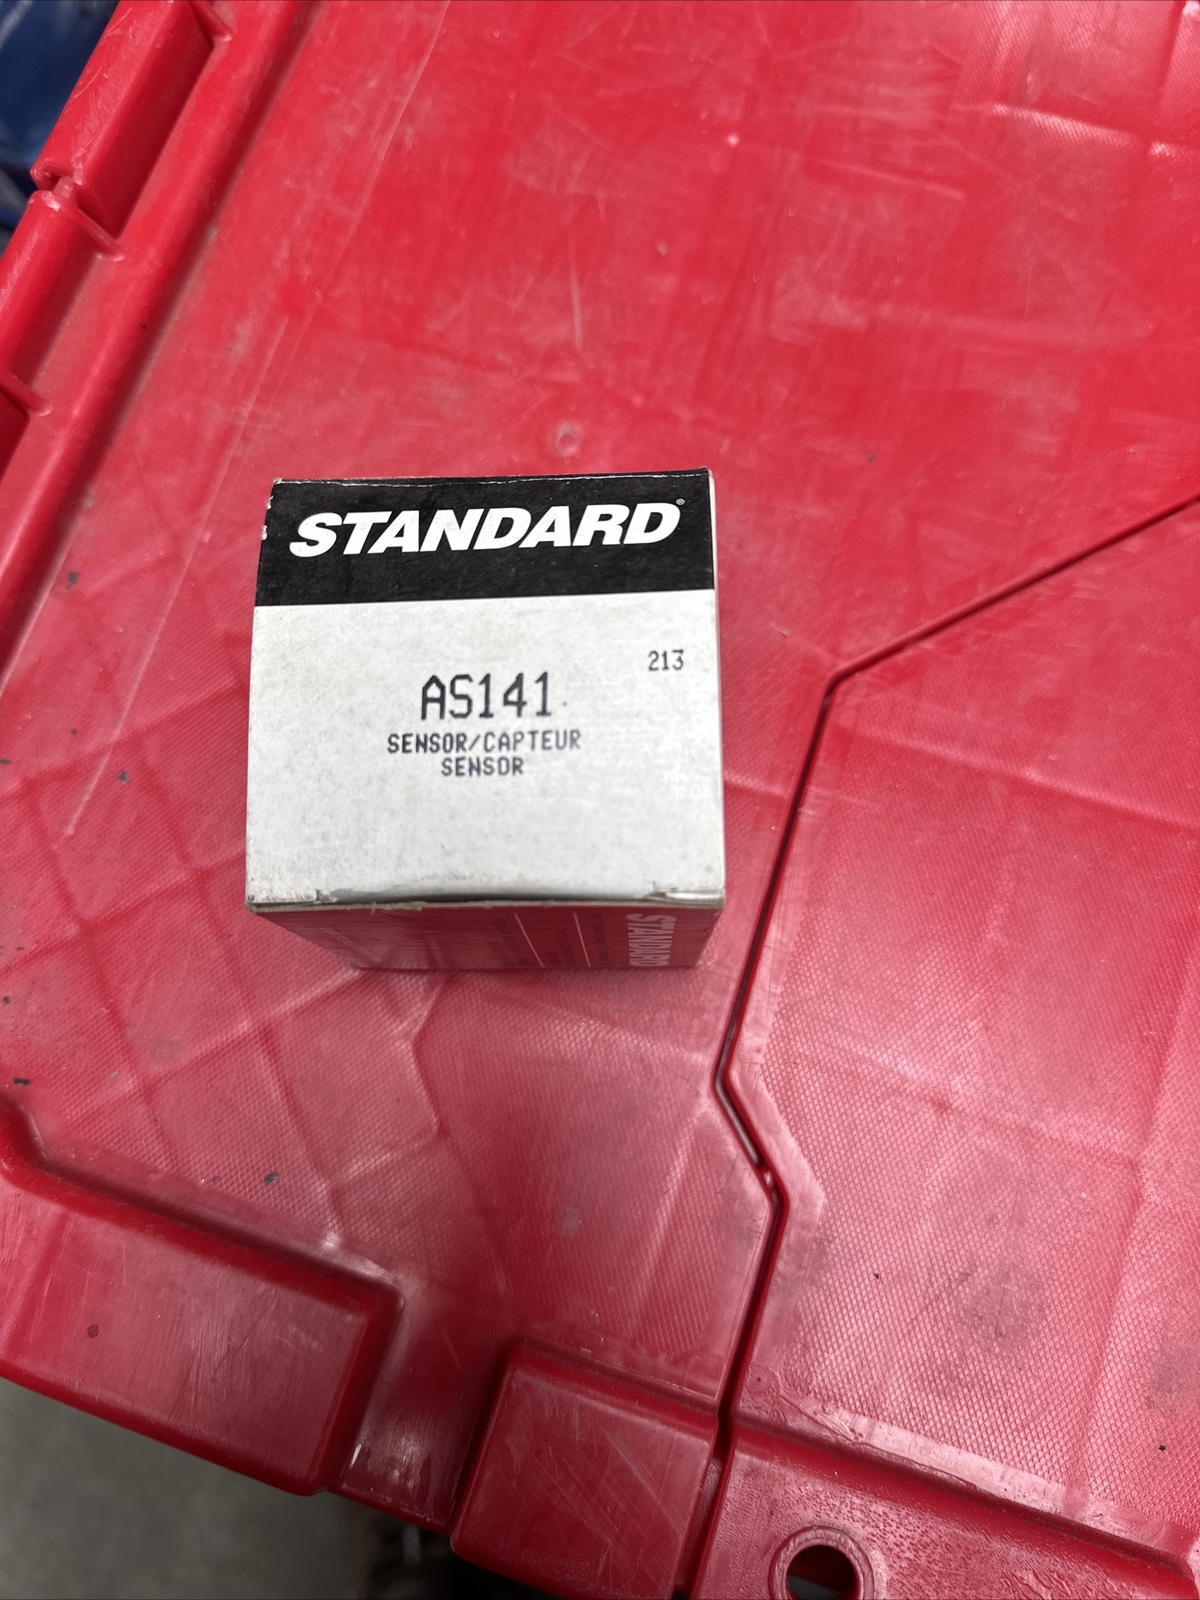 STANDARD®
213
AS141
SENSOR/CAPTEUR
SENSOR
STANDARD